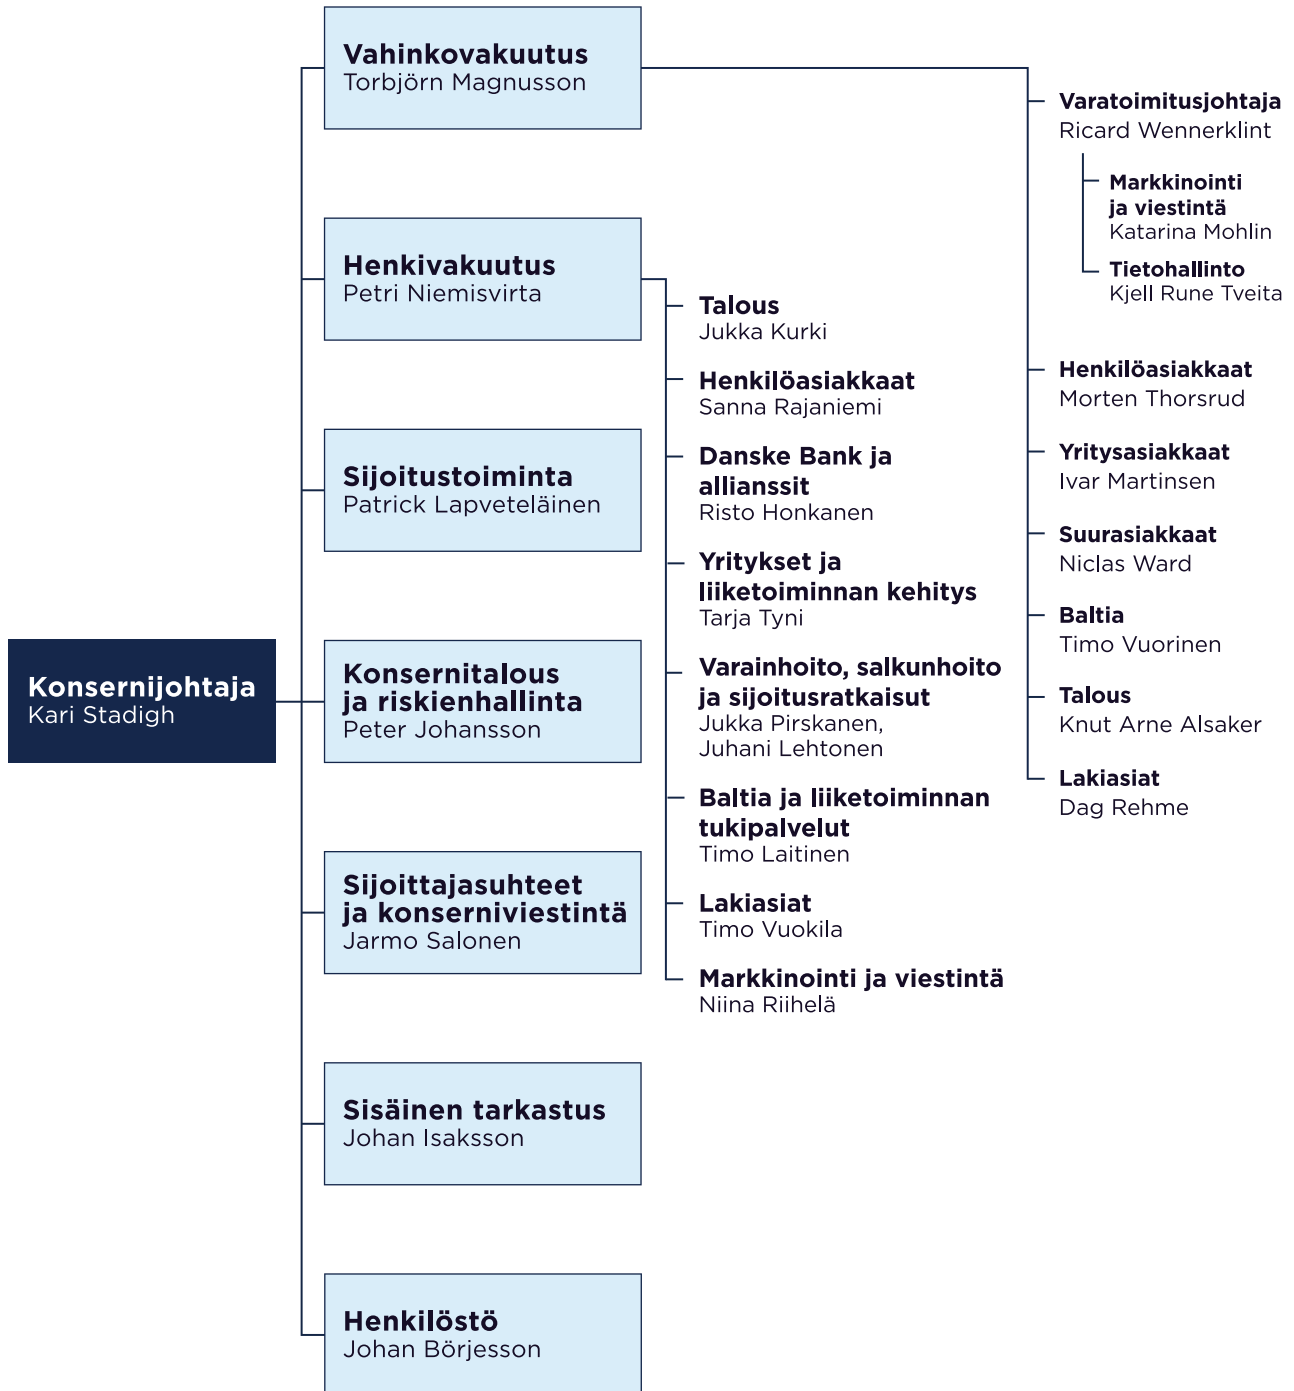 Konsernijohtaja
Kari Stadigh
Vahinkovakuutus
Torbjörn Magnusson
Henkivakuutus
Petri Niemisvirta
Sijoitustoiminta
Patrick Lapveteläinen
Konsernitalous
ja riskienhallinta
Peter Johansson
Sijoittajasuhteet
ja konserniviestintä
Jarmo Salonen
Sisäinen tarkastus
Johan Isaksson
Henkilöstö
Johan Börjesson
Talous
Jukka Kurki
Henkilöasiakkaat
Sanna Rajaniemi
Danske Bank ja
allianssit
Risto Honkanen
Yritykset ja
liiketoiminnan kehitys
Tarja Tyni
Varainhoito, salkunhoito
ja sijoitusratkaisut
Jukka Pirskanen,
Juhani Lehtonen
Baltia ja liiketoiminnan
tukipalvelut
Timo Laitinen
Lakiasiat
Timo Vuokila
Markkinointi ja viestintä
Niina Riihelä
Varatoimitusjohtaja
Ricard Wennerklint
Markkinointi
ja viestintä
Katarina Mohlin
Tietohallinto
Kjell Rune Tveita
Henkilöasiakkaat
Morten Thorsrud
Yritysasiakkaat
Ivar Martinsen
Suurasiakkaat
Niclas Ward
Baltia
Timo Vuorinen
Talous
Knut Arne Alsaker
Lakiasiat
Dag Rehme